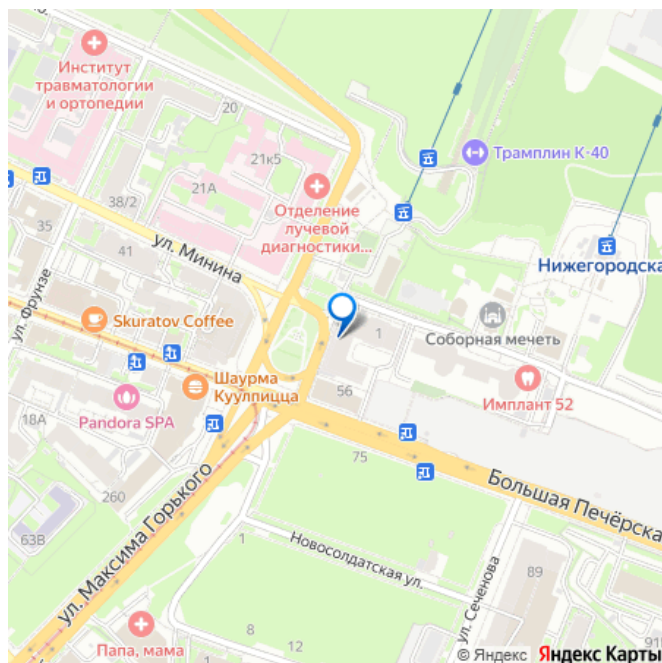 Институт
травматологии
и ортопедии
20
21к5
21А
38/2
35
41
ул. Минина
ул. Фрунзе
Отделение
лучевой
диагностики...
Трамплин К-40
Нижегородска
Skuratov Coffee
Соборная мечеть
1
56
Имплант 52
Шаурма
Куулпицца
Pandora SPA
18А
260
63В
75
Большая Печёрска
ул. Максима Горького
1
Новосолдатская ул.
ул. Сеченова
89
8
12
Папа, мама
© Яндекс Яндекс Карты